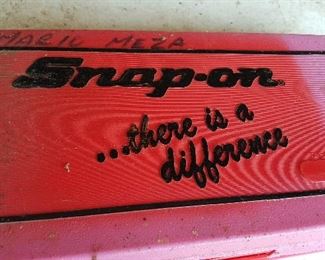 MARIO MEZA
Snap-on
...there is a
difference